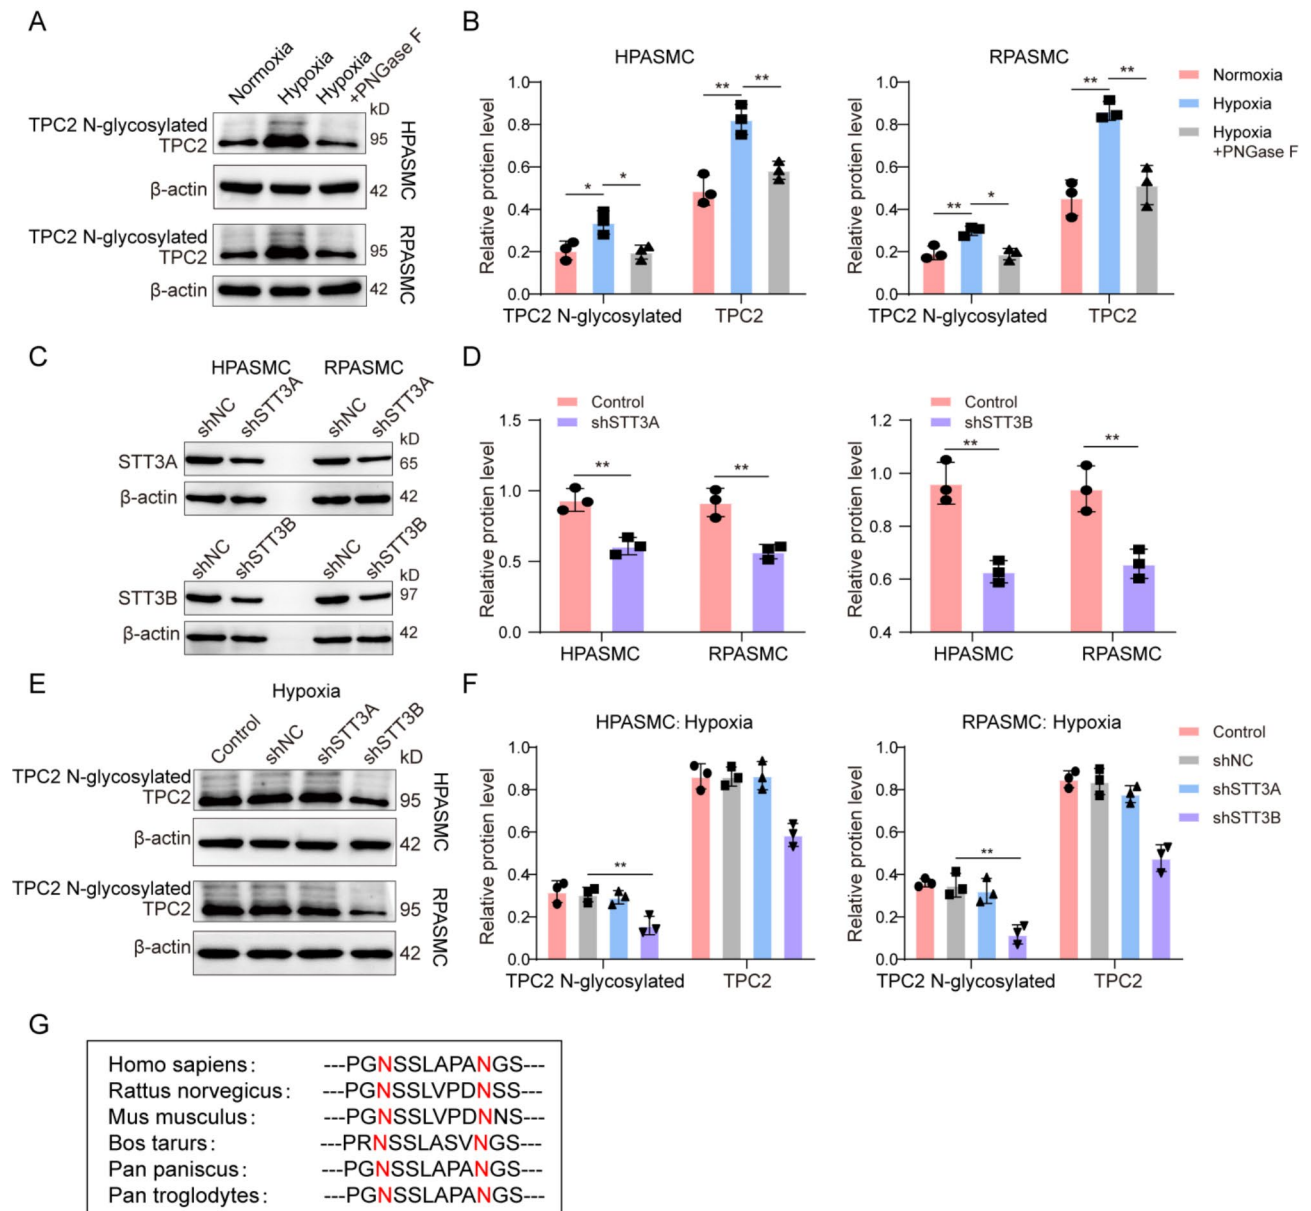 A
Normoxia
Hypoxia
Hypoxia
+PNGase F
kD
TPC2 N-glycosylated
TPC2
95
β-actin
42
HPASMC
TPC2 N-glycosylated
TPC2
95
β-actin
42
RPASMC
B
HPASMC
Relative protien level
1.0
0.8
0.6
0.4
0.2
0.0
*
*
**
**
TPC2 N-glycosylated
TPC2
RPASMC
Relative protien level
1.0
0.8
0.6
0.4
0.2
0.0
**
*
**
**
TPC2 N-glycosylated
TPC2
Normoxia
Hypoxia
Hypoxia
+PNGase F
C
HPASMC
RPASMC
shNC
shSTT3A
shNC
shSTT3A
kD
STT3A
65
β-actin
42
shNC
shSTT3B
shNC
shSTT3B
kD
STT3B
97
β-actin
42
D
Control
shSTT3A
Relative protien level
1.5
1.0
0.5
0.0
**
**
HPASMC
RPASMC
Control
shSTT3B
Relative protien level
1.2
1.0
0.8
0.6
0.4
**
**
HPASMC
RPASMC
E
Hypoxia
Control
shNC
shSTT3A
shSTT3B
kD
TPC2 N-glycosylated
TPC2
95
β-actin
42
HPASMC
TPC2 N-glycosylated
TPC2
95
β-actin
42
RPASMC
F
HPASMC: Hypoxia
Relative protien level
1.0
0.8
0.6
0.4
0.2
0.0
**
TPC2 N-glycosylated
TPC2
RPASMC: Hypoxia
Relative protien level
1.0
0.8
0.6
0.4
0.2
0.0
**
TPC2 N-glycosylated
TPC2
Control
shNC
shSTT3A
shSTT3B
G
Homo sapiens: ---PGNSSLAPANGS---
Rattus norvegicus: ---PGNSSLVPDNSS---
Mus musculus: ---PGNSSLVPDNNS---
Bos tarurs: ---PRNSSLASVNGS---
Pan paniscus: ---PGNSSLAPANGS---
Pan troglodytes: ---PGNSSLAPANGS---